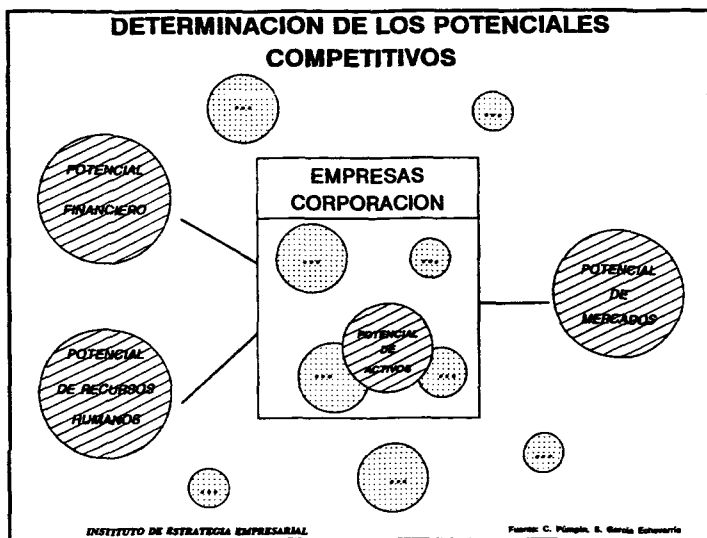 DETERMINACION DE LOS POTENCIALES
COMPETITIVOS
...
...
POTENCIAL
FINANCIERO
EMPRESAS
CORPORACION
...
...
POTENCIAL
DE
MERCADOS
POTENCIAL
DE
ACTIVOS
...
...
POTENCIAL
DE RECURSOS
HUMANOS
...
...
...
INSTITUTO DE ESTRATEGIA EMPRESARIAL
Fuente: C. Pümpin, S. García Echevarría